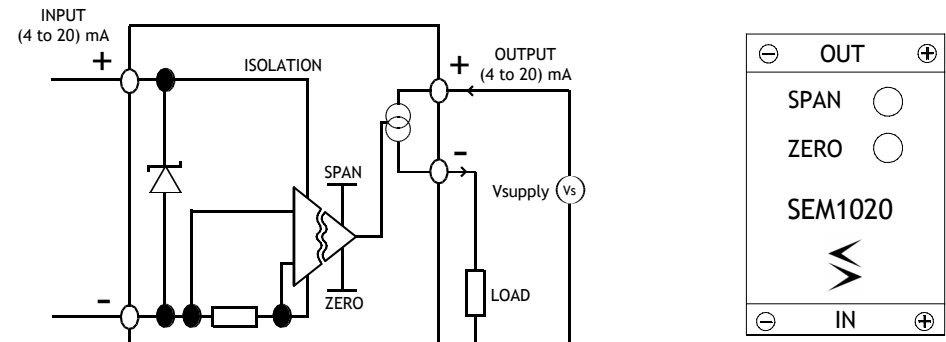 INPUT
(4 to 20) mA
+
ISOLATION
+
OUTPUT
(4 to 20) mA
SPAN
-
Vsupply
Vs
ZERO
LOAD
-
- OUT +
SPAN
ZERO
SEM1020
- IN +